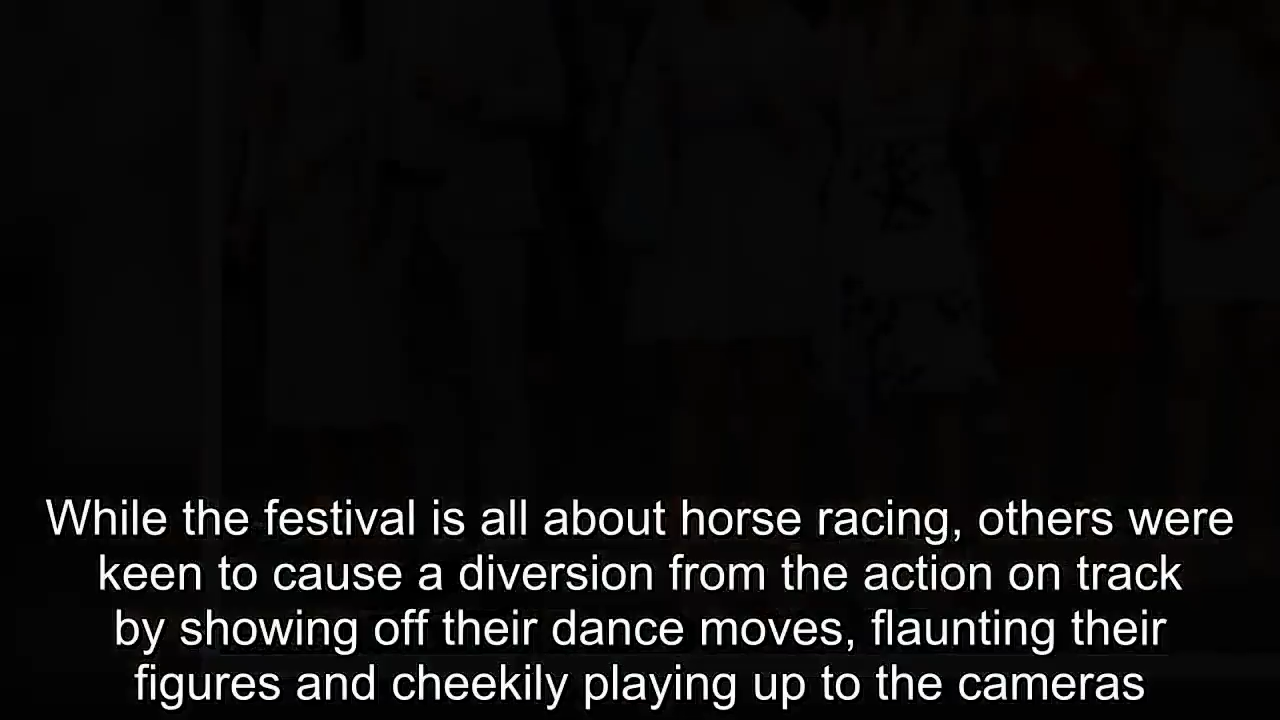 While the festival is all about horse racing, others were
keen to cause a diversion from the action on track
by showing off their dance moves, flaunting their
figures and cheekily playing up to the cameras